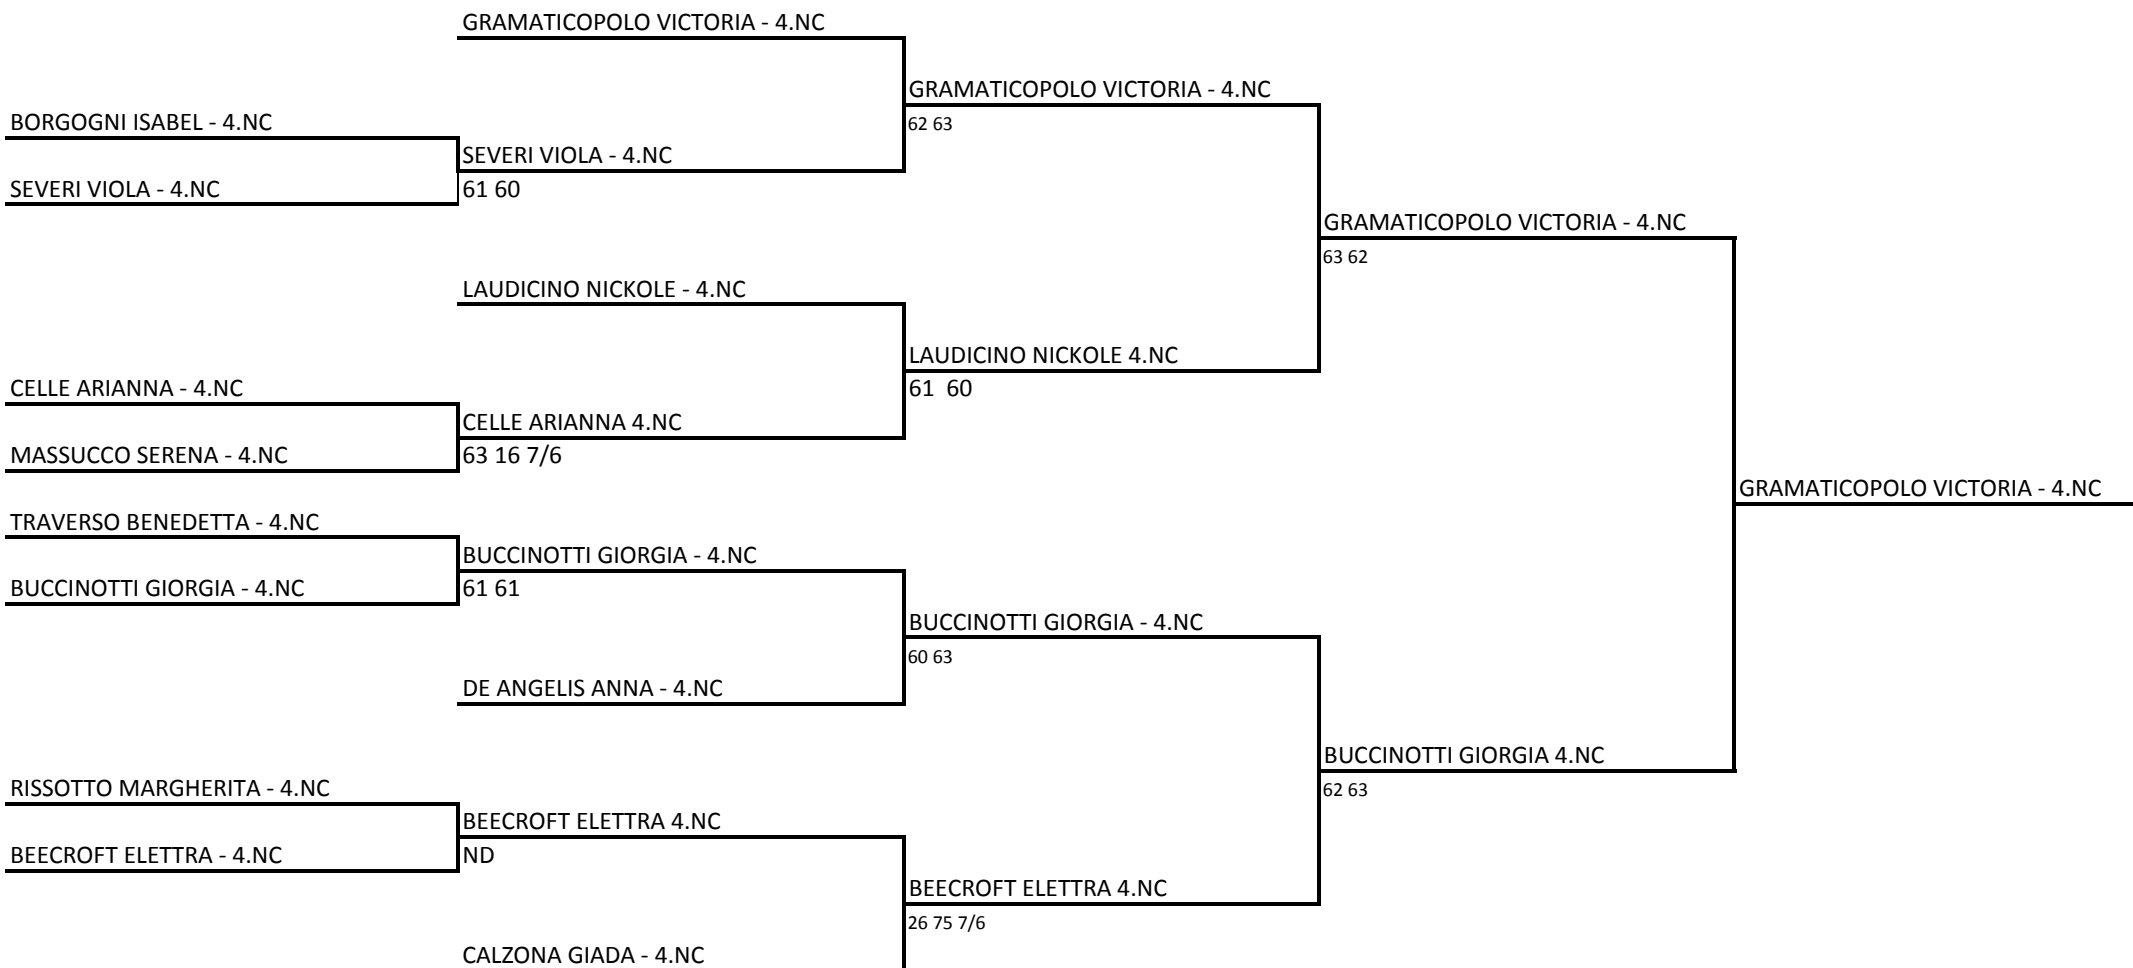 GRAMATICOPOLO VICTORIA - 4.NC
GRAMATICOPOLO VICTORIA - 4.NC
BORGOGNI ISABEL - 4.NC
62 63
SEVERI VIOLA - 4.NC
SEVERI VIOLA - 4.NC
61 60
GRAMATICOPOLO VICTORIA - 4.NC
63 62
LAUDICINO NICKOLE - 4.NC
LAUDICINO NICKOLE 4.NC
CELLE ARIANNA - 4.NC
61  60
CELLE ARIANNA 4.NC
MASSUCCO SERENA - 4.NC
63 16 7/6
GRAMATICOPOLO VICTORIA - 4.NC
TRAVERSO BENEDETTA - 4.NC
BUCCINOTTI GIORGIA - 4.NC
BUCCINOTTI GIORGIA - 4.NC
61 61
BUCCINOTTI GIORGIA - 4.NC
60 63
DE ANGELIS ANNA - 4.NC
BUCCINOTTI GIORGIA 4.NC
RISSOTTO MARGHERITA - 4.NC
62 63
BEECROFT ELETTRA 4.NC
BEECROFT ELETTRA - 4.NC
ND
BEECROFT ELETTRA 4.NC
26 75 7/6
CALZONA GIADA - 4.NC